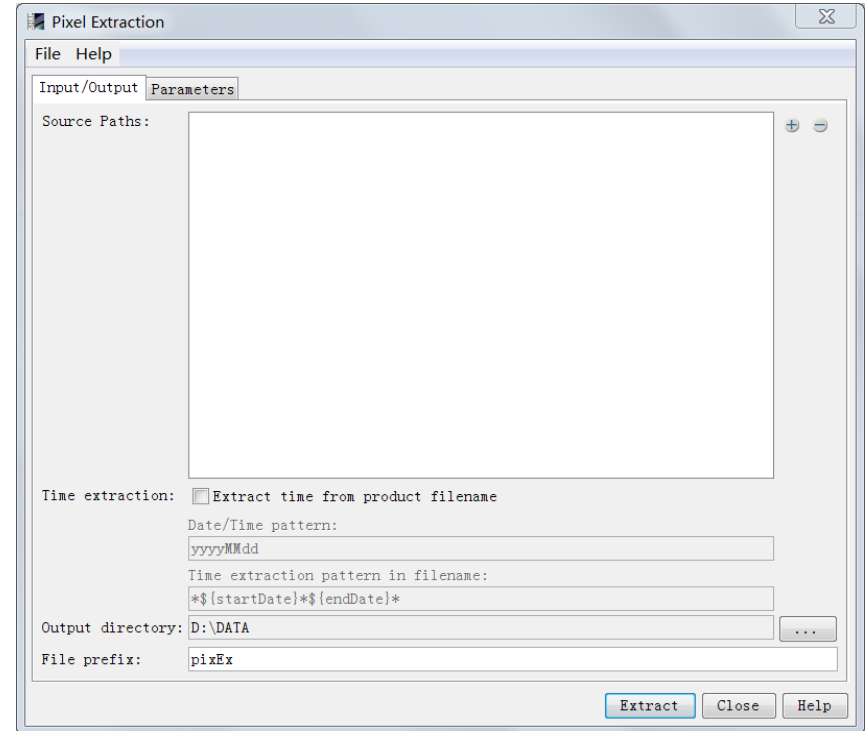 Pixel Extraction
File Help
Input/Output Parameters
Source Paths:
Time extraction: Extract time from product filename
Date/Time pattern:
yyyyMMdd
Time extraction pattern in filename:
*${startDate}*${endDate}*
Output directory: D:\DATA ...
File prefix: pixEx
Extract Close Help